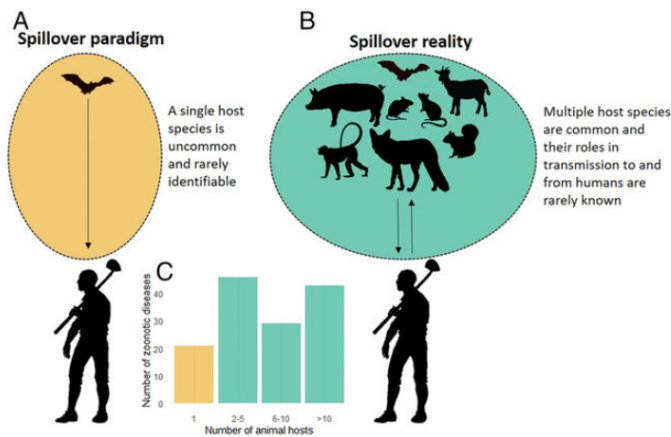 A
Spillover paradigm
A single host
species is
uncommon
and rarely
identifiable
B
Spillover reality
Multiple host species
are common and
their roles in
transmission to and
from humans are
rarely known
C
Number of zoonotic diseases
40
30
20
10
0
1
2-5
6-10
>10
Number of animal hosts